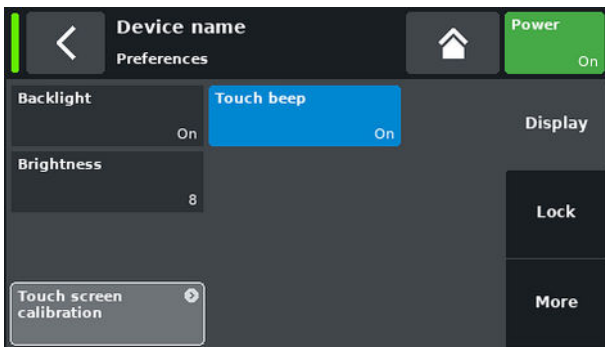 Device name
Preferences
Power
On
Backlight
On
Touch beep
On
Display
Brightness
8
Lock
Touch screen
calibration
More